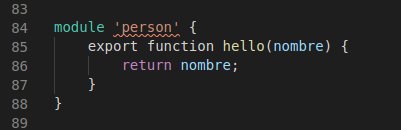 83
84 module 'person' {
85 export function hello(nombre) {
86 return nombre;
87 }
88 }
89